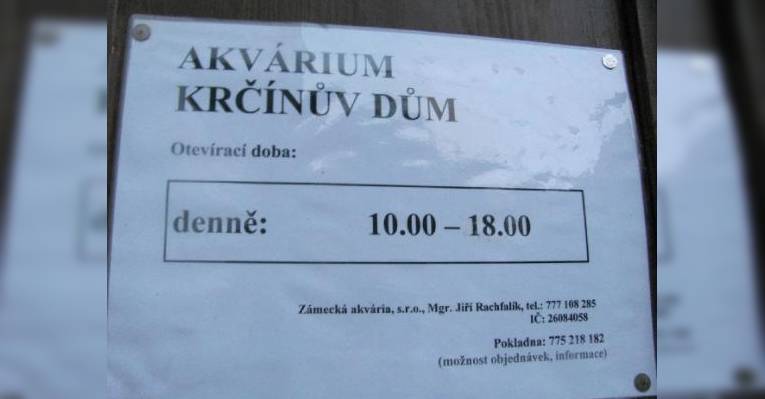 AKVÁRIUM
KRČÍNŮV DŮM
Otevírací doba:
denně: 10.00 – 18.00
Zámecká akvária, s.r.o., Mgr. Jiří Rachfalík, tel.: 777 108 285
IČ: 26084058
Pokladna: 775 218 182
(možnost objednávek, informace)